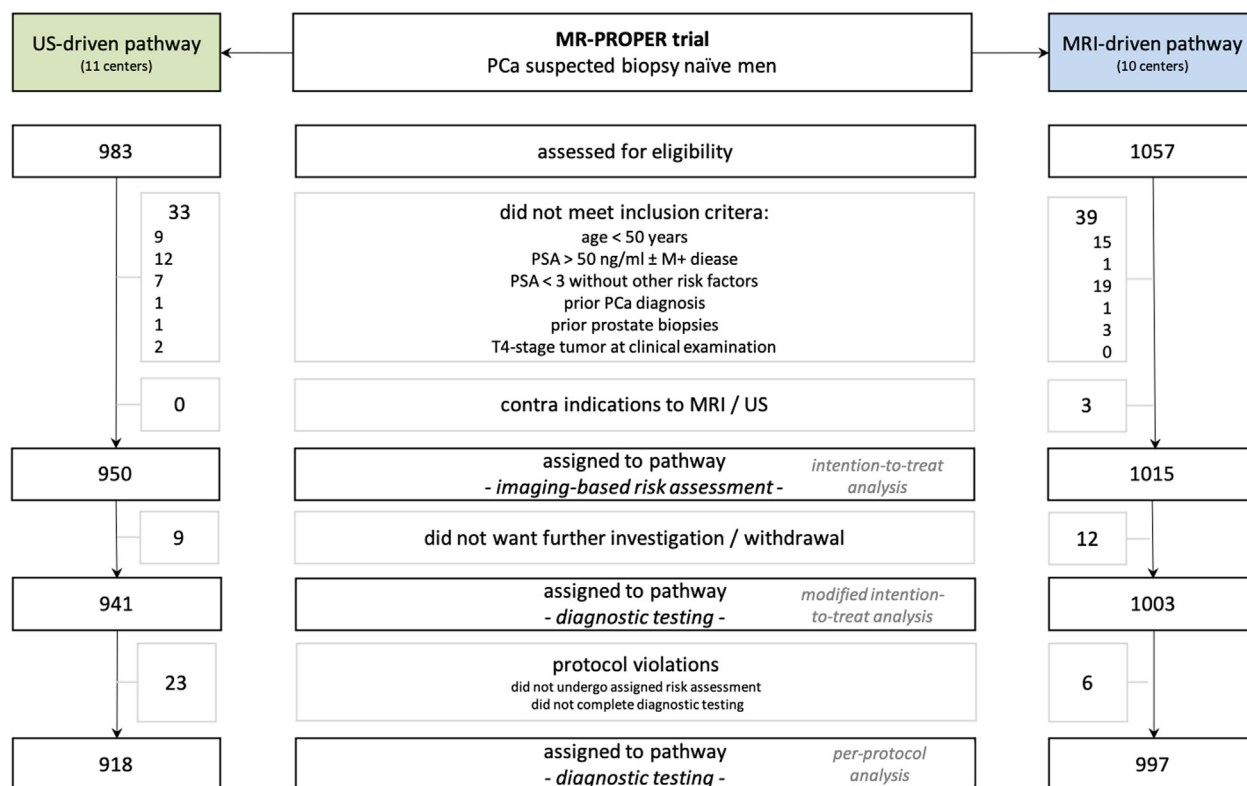 US-driven pathway
(11 centers)
MR-PROPER trial
PCa suspected biopsy naïve men
MRI-driven pathway
(10 centers)
983
assessed for eligibility
1057
33
did not meet inclusion criteria:
39
9
age < 50 years
15
12
PSA > 50 ng/ml ± M+ diease
1
7
PSA < 3 without other risk factors
19
1
prior PCa diagnosis
1
1
prior prostate biopsies
3
2
T4-stage tumor at clinical examination
0
0
contra indications to MRI / US
3
950
assigned to pathway
- imaging-based risk assessment -
intention-to-treat
analysis
1015
9
did not want further investigation / withdrawal
12
941
assigned to pathway
- diagnostic testing -
modified intention-
to-treat analysis
1003
23
protocol violations
did not undergo assigned risk assessment
did not complete diagnostic testing
6
918
assigned to pathway
- diagnostic testing -
per-protocol
analysis
997